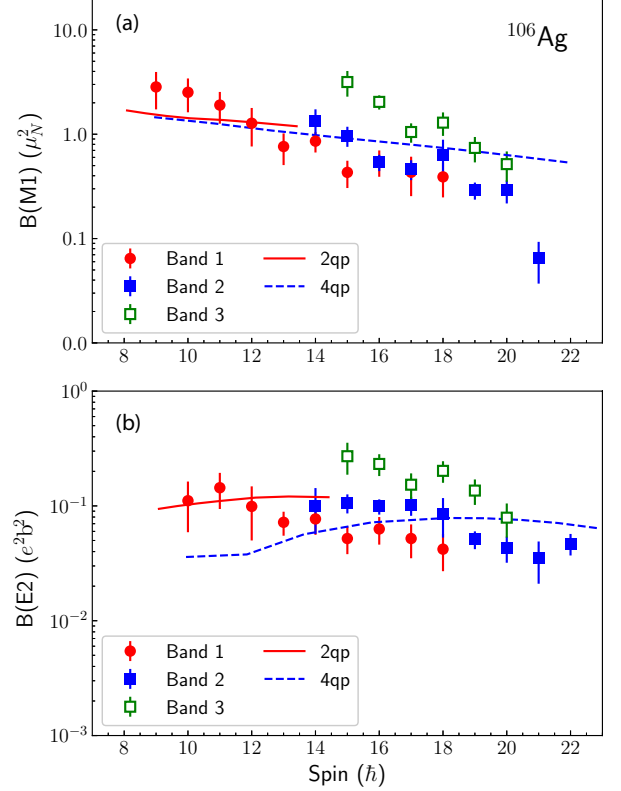 (a)
¹⁰⁶Ag
10.0
1.0
0.1
0.0
B(M1) (μ²_N)
Band 1
Band 2
Band 3
2qp
4qp
8 10 12 14 16 18 20 22
(b)
10⁰
10⁻¹
10⁻²
10⁻³
B(E2) (e²b²)
Band 1
Band 2
Band 3
2qp
4qp
8 10 12 14 16 18 20 22
Spin (ℏ)